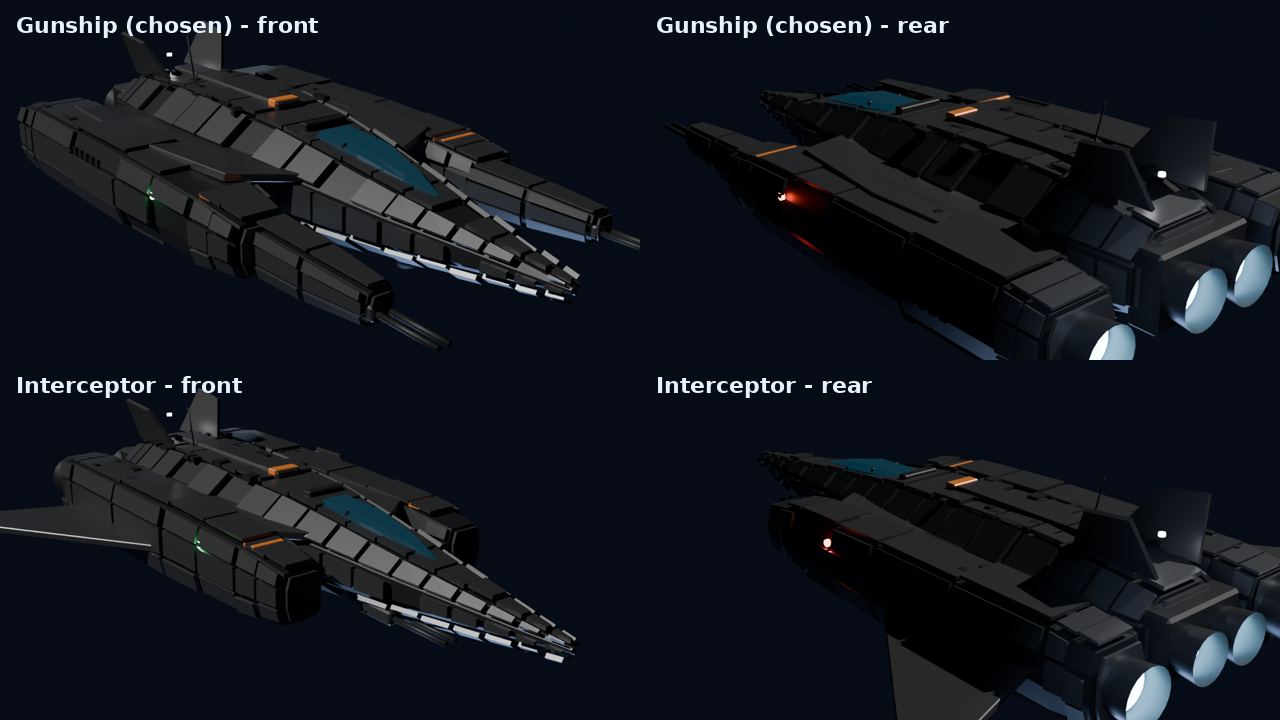 Gunship (chosen) - front
Gunship (chosen) - rear
Interceptor - front
Interceptor - rear